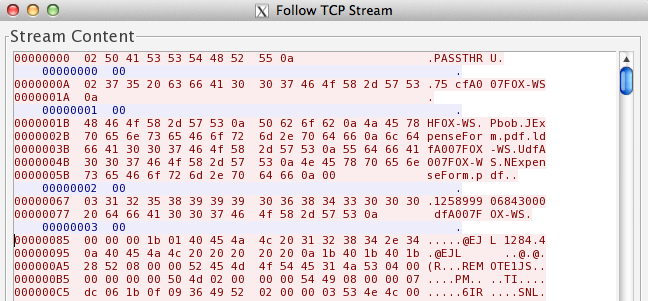 Follow TCP Stream
Stream Content
00000000 02 50 41 53 53 54 48 52 55 0a .PASSTHR U.
00000000 00 .
0000000A 02 37 35 20 63 66 41 30 30 37 46 4f 58 2d 57 53 .75 cfA0 07FOX-WS
0000001A 0a .
00000001 00 .
0000001B 48 46 4f 58 2d 57 53 0a 50 62 6f 62 0a 4a 45 78 HFOX-WS. Pbob.JEx
0000002B 70 65 6e 73 65 46 6f 72 6d 2e 70 64 66 0a 6c 64 penseFor m.pdf.ld
0000003B 66 41 30 30 37 46 4f 58 2d 57 53 0a 55 64 66 41 fA007FOX -WS.UdfA
0000004B 30 30 37 46 4f 58 2d 57 53 0a 4e 45 78 70 65 6e 007FOX-W S.NExpen
0000005B 73 65 46 6f 72 6d 2e 70 64 66 0a 00 seForm.p df..
00000002 00 .
00000067 03 31 32 35 38 39 39 39 30 36 38 34 33 30 30 30 .1258999 06843000
00000077 20 64 66 41 30 30 37 46 4f 58 2d 57 53 0a dfA007F OX-WS.
00000003 00 .
00000085 00 00 00 1b 01 40 45 4a 4c 20 31 32 38 34 2e 34 .....@EJ L 1284.4
00000095 0a 40 45 4a 4c 20 20 20 20 20 0a 1b 40 1b 40 1b .@EJL ..@.@.
000000A5 28 52 08 00 00 52 45 4d 4f 54 45 31 4a 53 04 00 (R...REM OTE1JS..
000000B5 00 00 00 00 50 4d 02 00 00 00 54 49 08 00 00 07 ....PM.. ..TI....
000000C5 dc 06 1b 0f 09 36 49 52 02 00 00 03 53 4e 4c 00 .....6IR ....SNL.